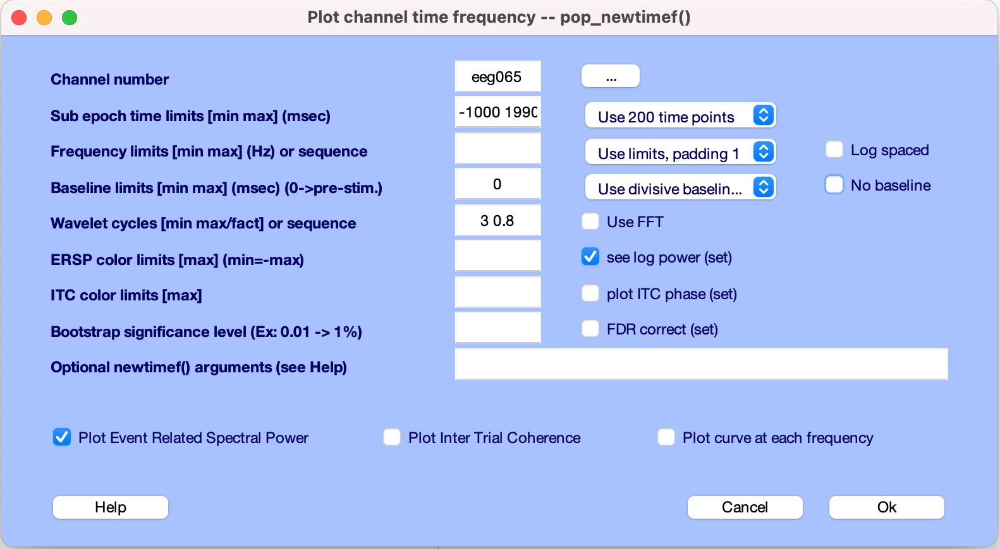 Plot channel time frequency -- pop_newtimef()
Channel number eeg065 ...
Sub epoch time limits [min max] (msec) -1000 1990 Use 200 time points
Frequency limits [min max] (Hz) or sequence Use limits, padding 1 Log spaced
Baseline limits [min max] (msec) (0->pre-stim.) 0 Use divisive baselin... No baseline
Wavelet cycles [min max/fact] or sequence 3 0.8 Use FFT
ERSP color limits [max] (min=-max) see log power (set)
ITC color limits [max] plot ITC phase (set)
Bootstrap significance level (Ex: 0.01 -> 1%) FDR correct (set)
Optional newtimef() arguments (see Help)
Plot Event Related Spectral Power Plot Inter Trial Coherence Plot curve at each frequency
Help Cancel Ok